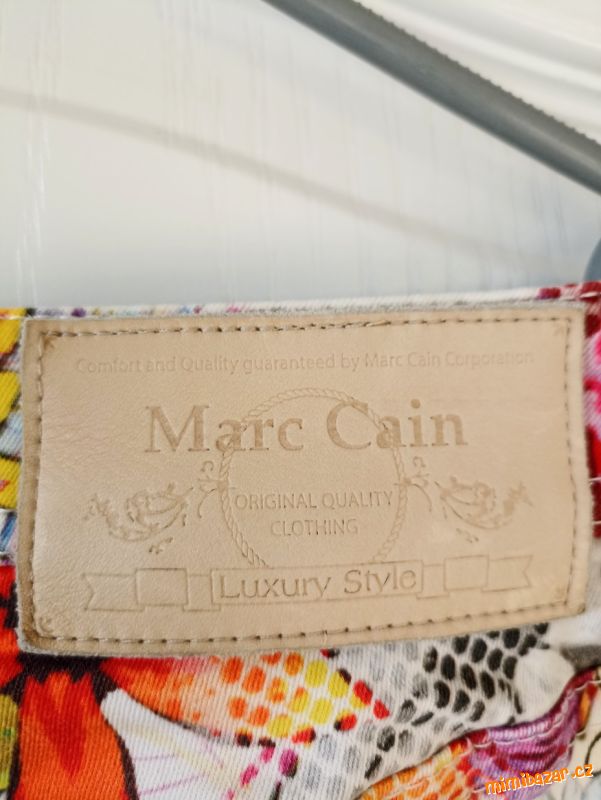 Comfort and Quality guaranteed by Marc Cain Corporation
Marc Cain
ORIGINAL QUALITY
CLOTHING
Luxury Style
mimibazar.cz